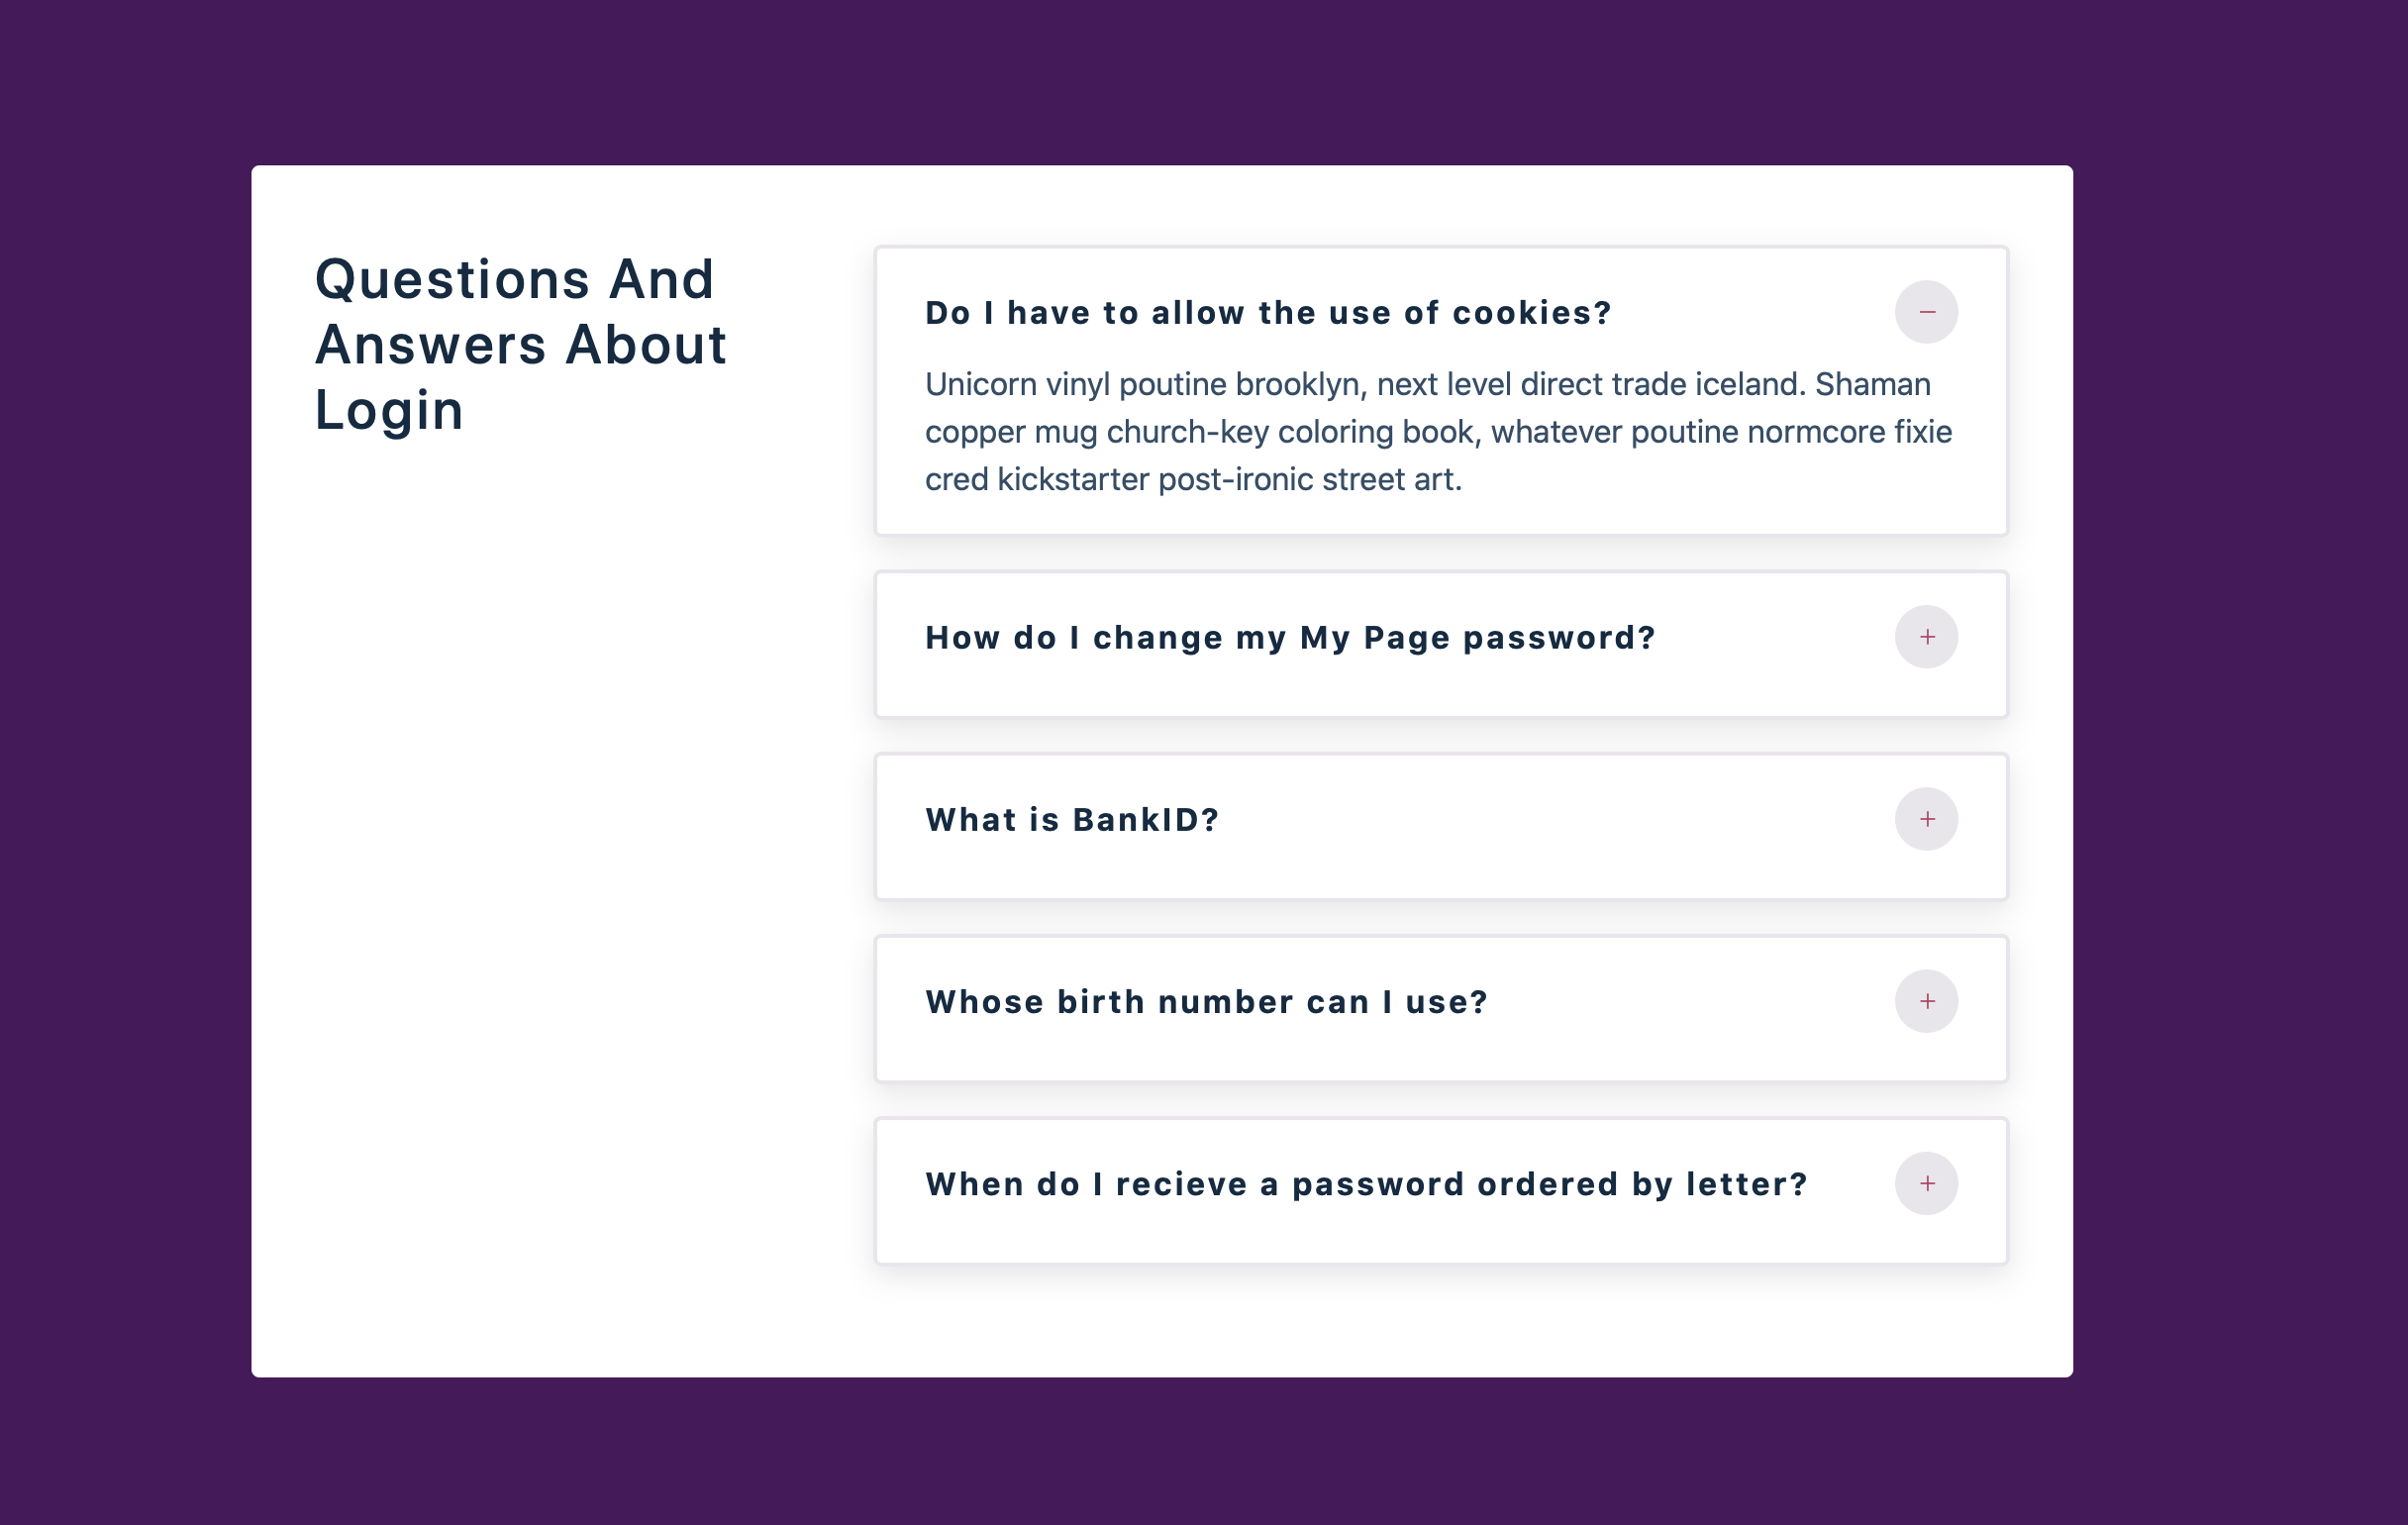 Questions And
Answers About
Login
Do I have to allow the use of cookies?
Unicorn vinyl poutine brooklyn, next level direct trade iceland. Shaman
copper mug church-key coloring book, whatever poutine normcore fixie
cred kickstarter post-ironic street art.
How do I change my My Page password?
What is BankID?
Whose birth number can I use?
When do I recieve a password ordered by letter?